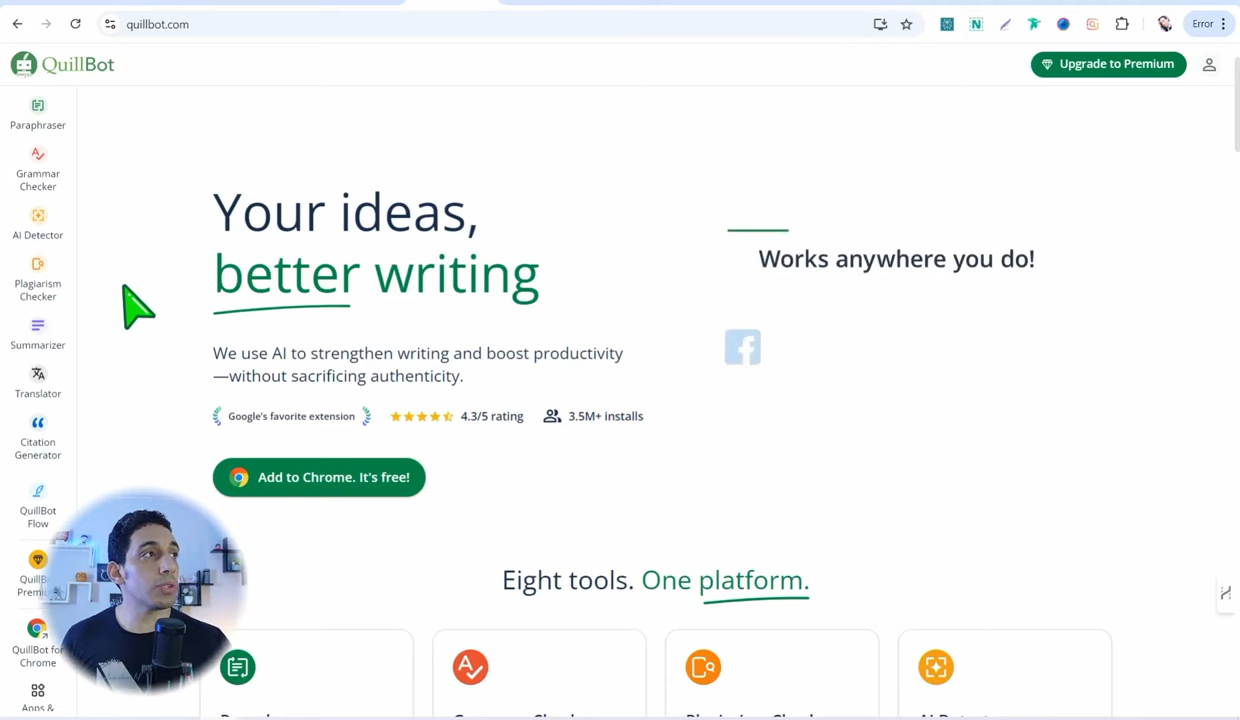 quillbot.com
Error
QuillBot
Upgrade to Premium
Paraphraser
Grammar
Checker
AI Detector
Plagiarism
Checker
Summarizer
Translator
Citation
Generator
QuillBot
Flow
QuillBot for
Chrome
Apps &
Your ideas,
better writing
We use AI to strengthen writing and boost productivity
—without sacrificing authenticity.
Google's favorite extension
4.3/5 rating
3.5M+ installs
Add to Chrome. It's free!
Works anywhere you do!
Eight tools. One platform.